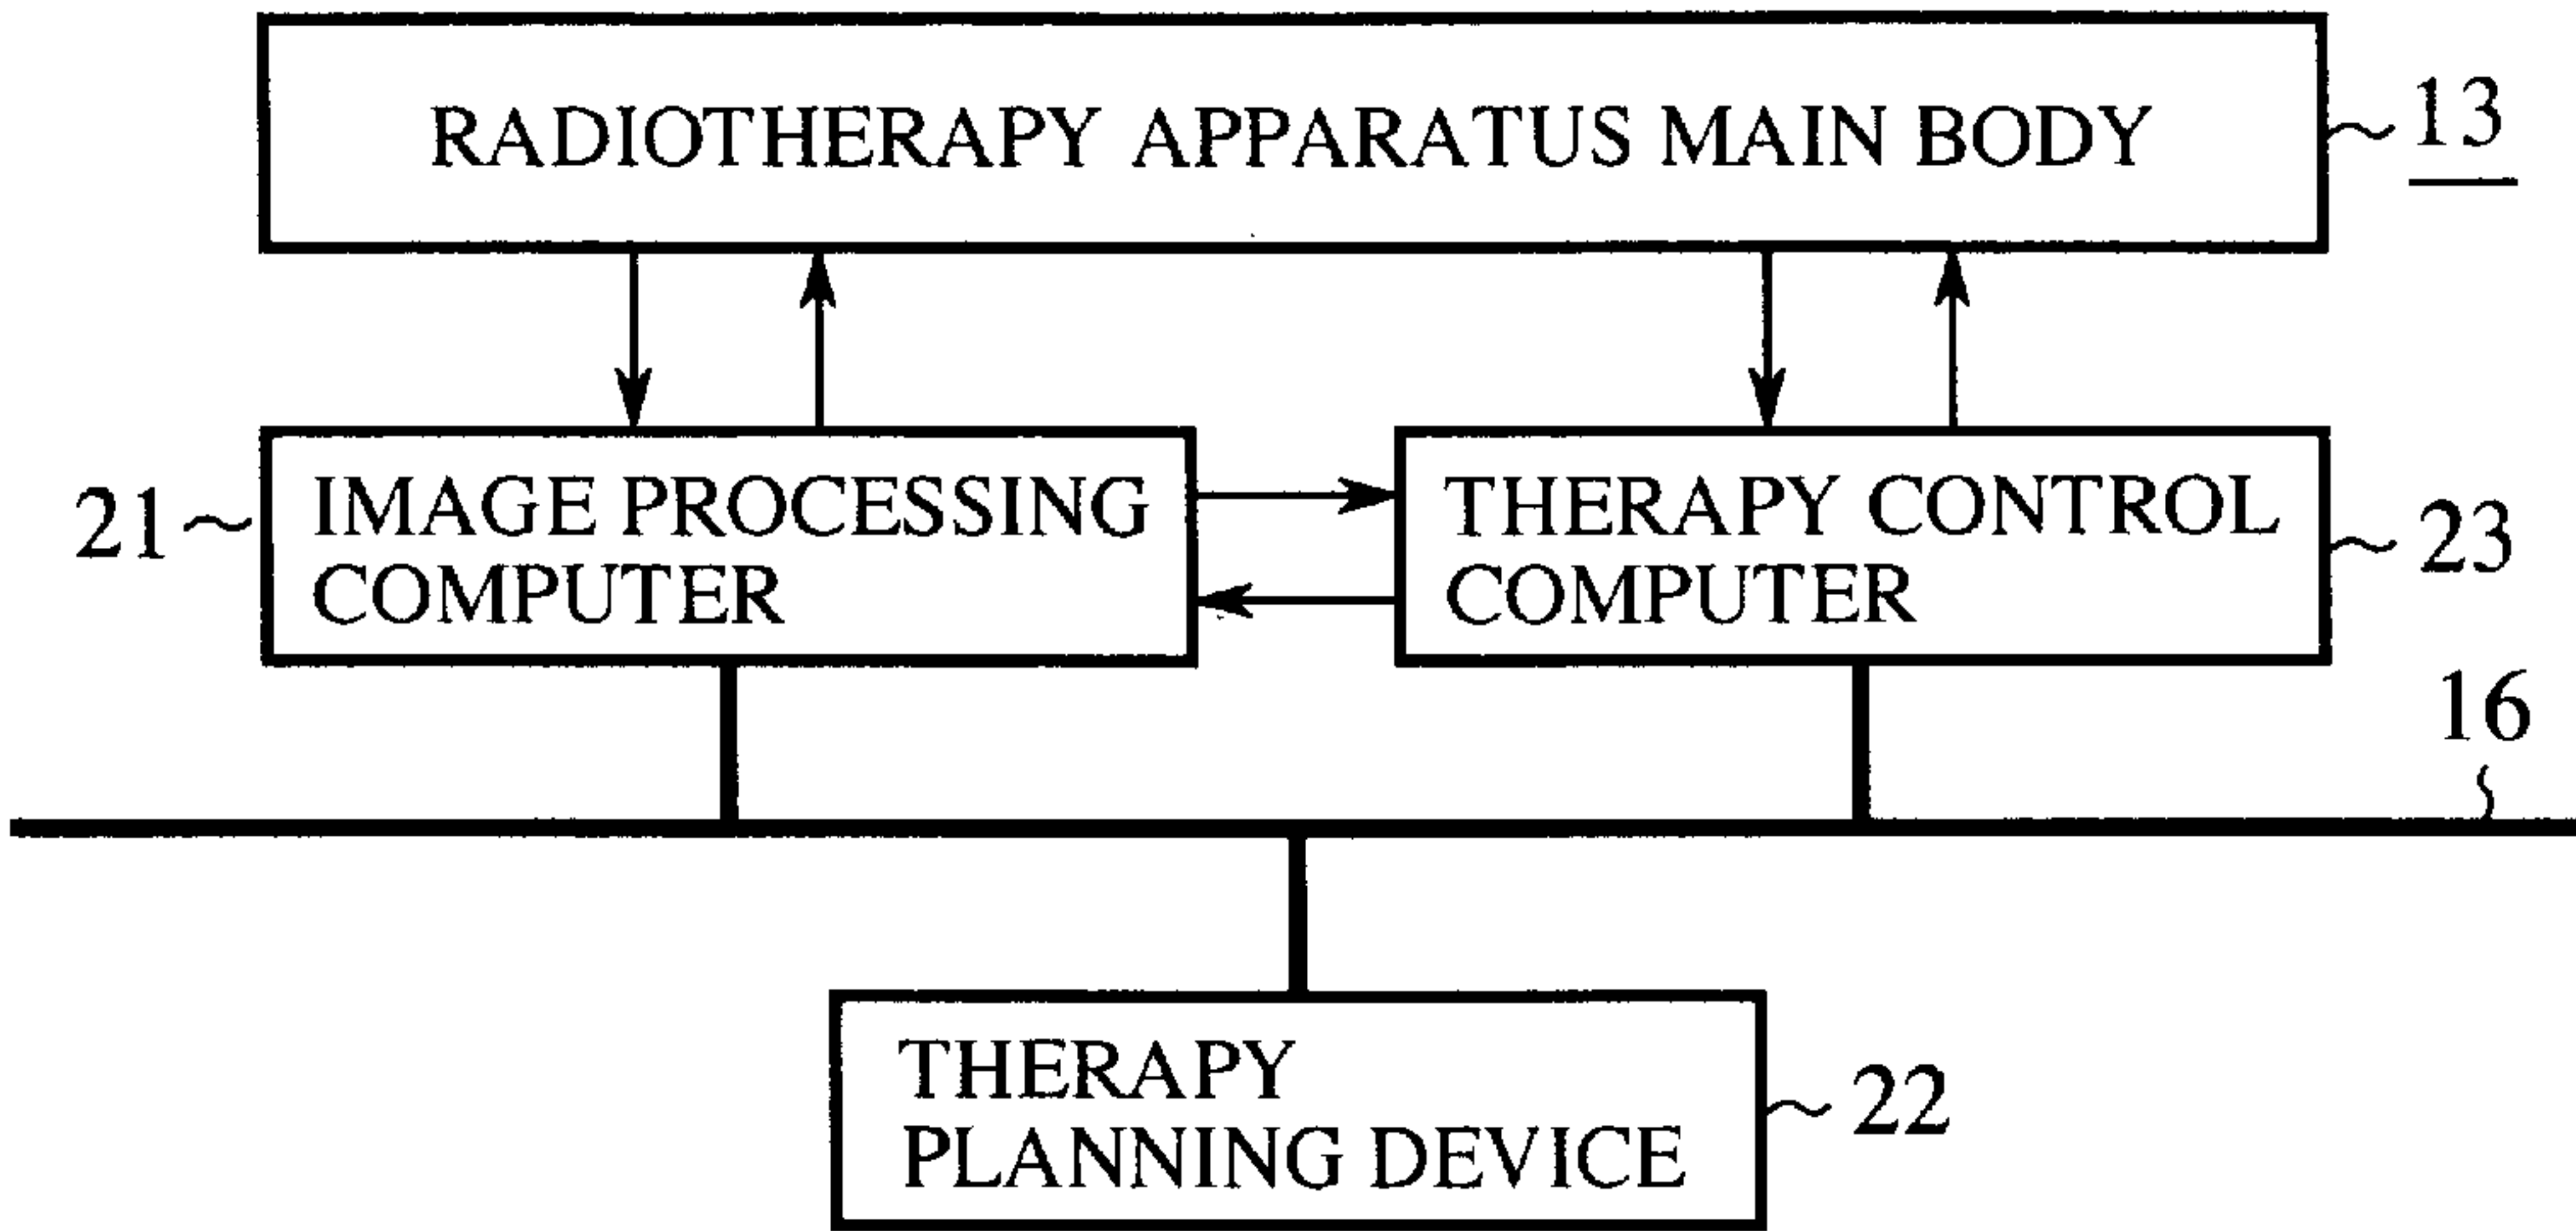 RADIOTHERAPY APPARATUS MAIN BODY
13
21
IMAGE PROCESSING
COMPUTER
THERAPY CONTROL
COMPUTER
23
16
THERAPY
PLANNING DEVICE
22